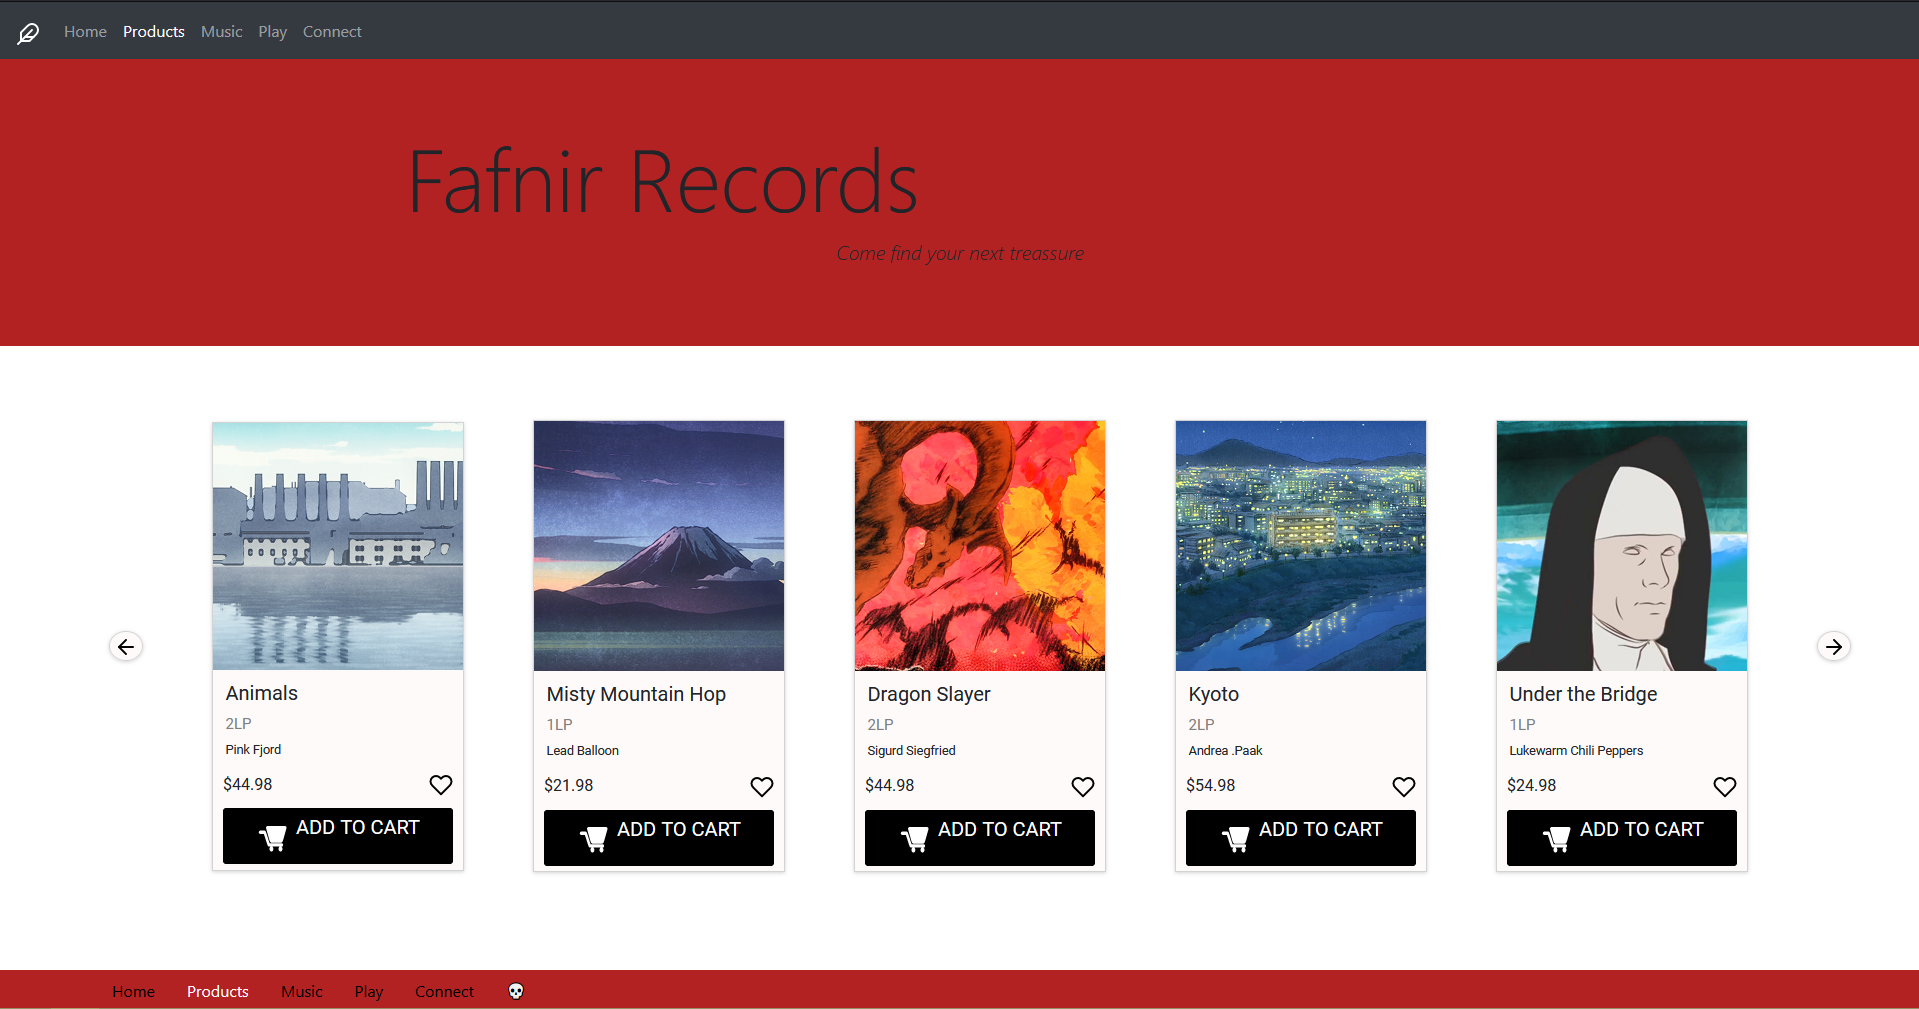 Home Products Music Play Connect
Fafnir Records
Come find your next treassure
Animals
2LP
Pink Fjord
$44.98
ADD TO CART
Misty Mountain Hop
1LP
Lead Balloon
$21.98
ADD TO CART
Dragon Slayer
2LP
Sigurd Siegfried
$44.98
ADD TO CART
Kyoto
2LP
Andrea .Paak
$54.98
ADD TO CART
Under the Bridge
1LP
Lukewarm Chili Peppers
$24.98
ADD TO CART
Home Products Music Play Connect